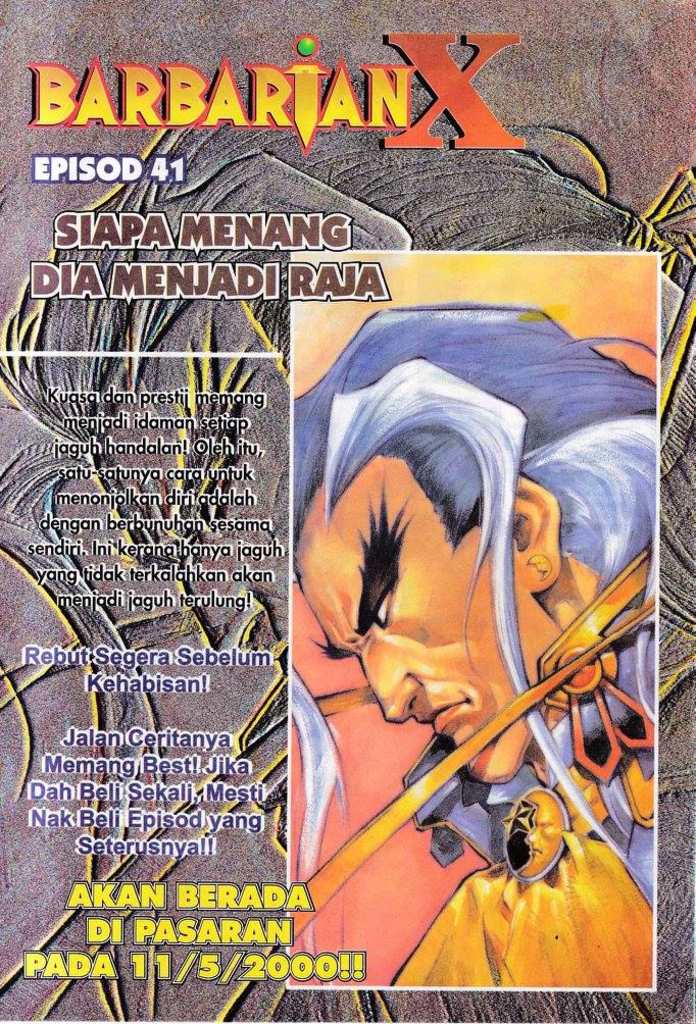 BARBARIAN X
EPISOD 41
SIAPA MENANG
DIA MENJADI RAJA
Kuasa dan prestij memang
menjadi idaman setiap
jaguh handalan! Oleh itu,
satu-satunya cara untuk
menonjolkan diri adalah
dengan berbunuhan sesama
sendiri. Ini kerana hanya jaguh
yang tidak terkalahkan akan
menjadi jaguh terulung!
Rebut Segera Sebelum
Kehabisan!
Jalan Ceritanya
Memang Best! Jika
Dah Beli Sekali, Mesti
Nak Beli Episod yang
Seterusnya!!
AKAN BERADA
DI PASARAN
PADA 11/5/2000!!